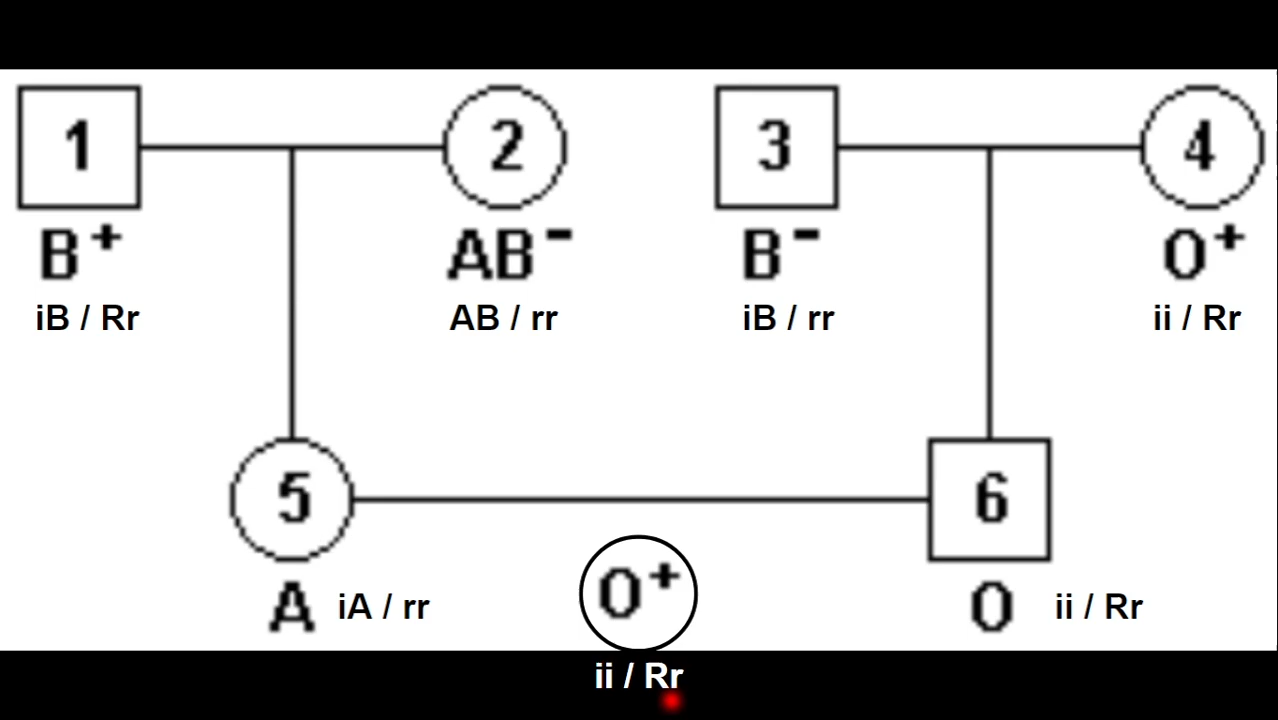 1 2 3 4
B⁺ AB⁻ B⁻ O⁺
iB / Rr AB / rr iB / rr ii / Rr
5 6
O⁺
A iA / rr O ii / Rr
ii / Rr